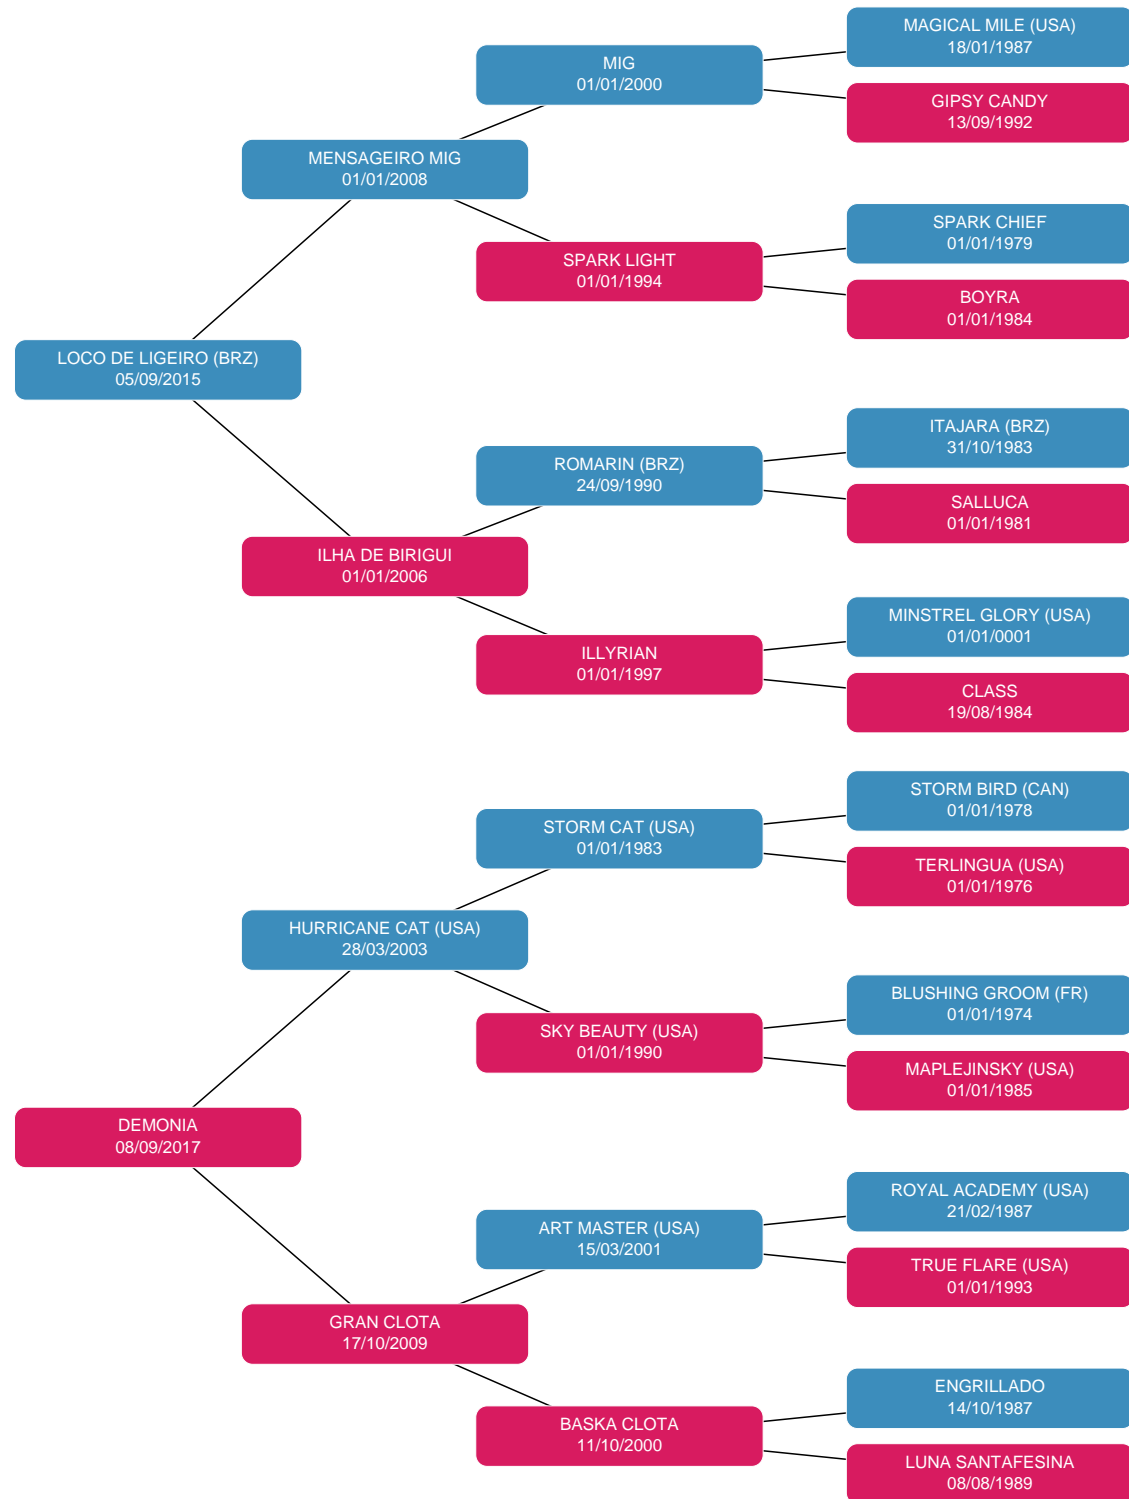 MAGICAL MILE (USA)
18/01/1987
MIG
01/01/2000
GIPSY CANDY
13/09/1992
MENSAGEIRO MIG
01/01/2008
SPARK CHIEF
01/01/1979
SPARK LIGHT
01/01/1994
BOYRA
01/01/1984
LOCO DE LIGEIRO (BRZ)
05/09/2015
ITAJARA (BRZ)
31/10/1983
ROMARIN (BRZ)
24/09/1990
SALLUCA
01/01/1981
ILHA DE BIRIGUI
01/01/2006
MINSTREL GLORY (USA)
01/01/0001
ILLYRIAN
01/01/1997
CLASS
19/08/1984
STORM BIRD (CAN)
01/01/1978
STORM CAT (USA)
01/01/1983
TERLINGUA (USA)
01/01/1976
HURRICANE CAT (USA)
28/03/2003
BLUSHING GROOM (FR)
01/01/1974
SKY BEAUTY (USA)
01/01/1990
MAPLEJINSKY (USA)
01/01/1985
DEMONIA
08/09/2017
ROYAL ACADEMY (USA)
21/02/1987
ART MASTER (USA)
15/03/2001
TRUE FLARE (USA)
01/01/1993
GRAN CLOTA
17/10/2009
ENGRILLADO
14/10/1987
BASKA CLOTA
11/10/2000
LUNA SANTAFESINA
08/08/1989